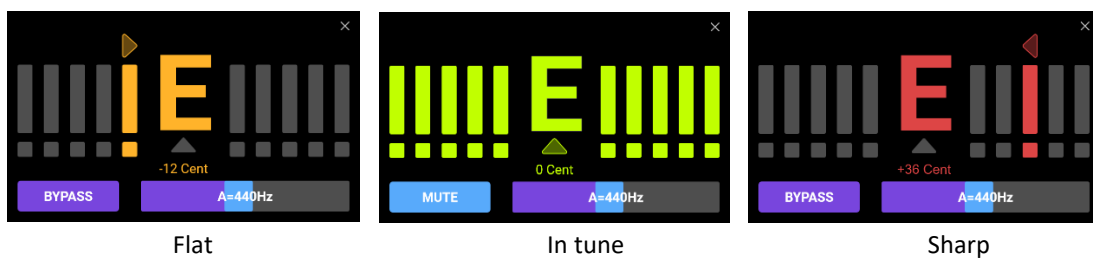 ×
E
-12 Cent
BYPASS
A=440Hz
Flat
×
E
0 Cent
MUTE
A=440Hz
In tune
×
E
+36 Cent
BYPASS
A=440Hz
Sharp